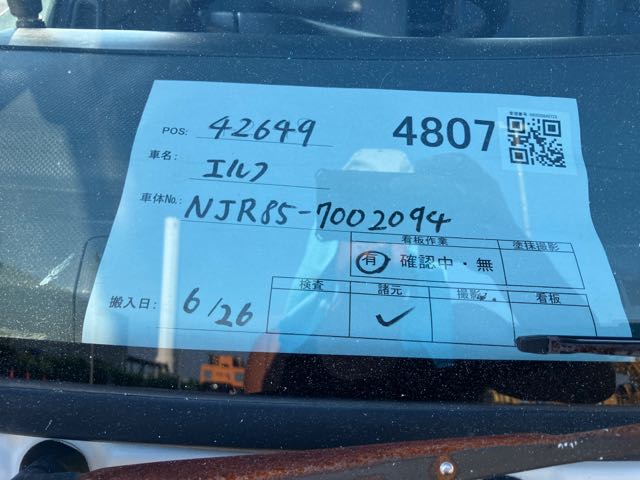 POS: 42649 4807
車名: エルフ
車体No.: NJR85-7002094
看板作業 塗抹撮影
有 確認中・無
検査 諸元 撮影 看板
搬入日: 6/26 ✓